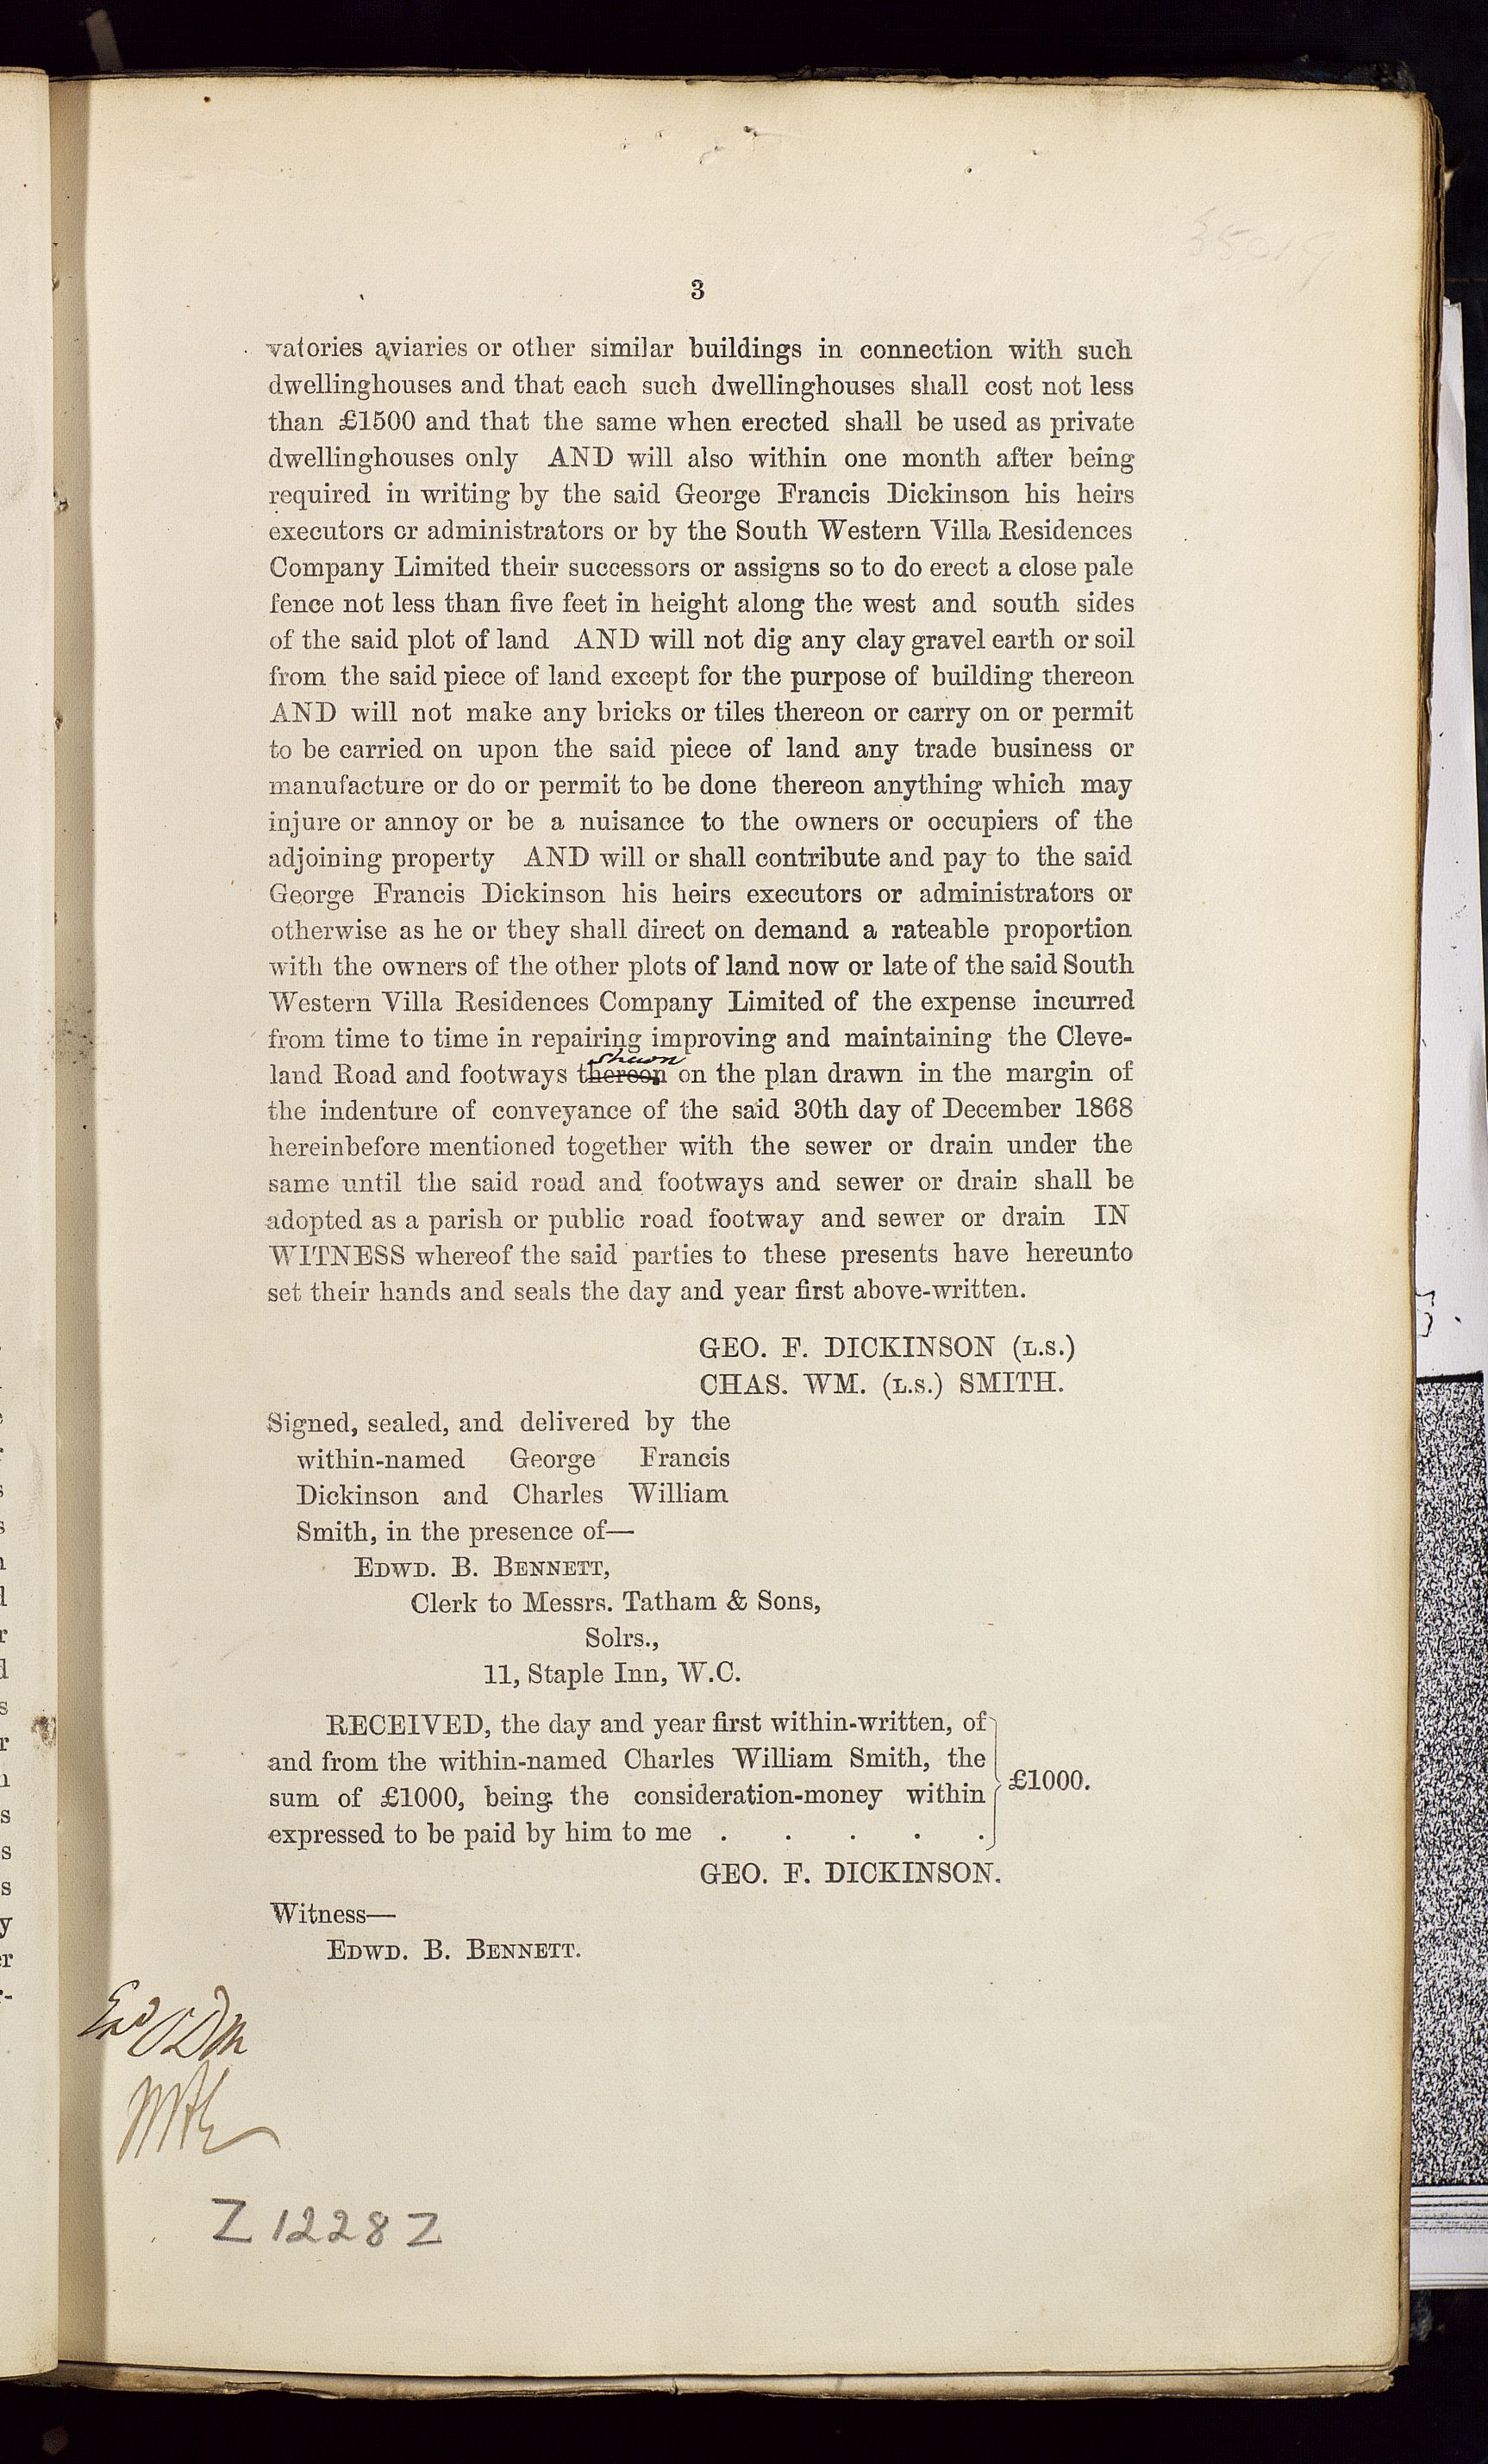 35019
3
vatories aviaries or other similar buildings in connection with such
dwellinghouses and that each such dwellinghouses shall cost not less
than £1500 and that the same when erected shall be used as private
dwellinghouses only AND will also within one month after being
required in writing by the said George Francis Dickinson his heirs
executors or administrators or by the South Western Villa Residences
Company Limited their successors or assigns so to do erect a close pale
fence not less than five feet in height along the west and south sides
of the said plot of land AND will not dig any clay gravel earth or soil
from the said piece of land except for the purpose of building thereon
AND will not make any bricks or tiles thereon or carry on or permit
to be carried on upon the said piece of land any trade business or
manufacture or do or permit to be done thereon anything which may
injure or annoy or be a nuisance to the owners or occupiers of the
adjoining property AND will or shall contribute and pay to the said
George Francis Dickinson his heirs executors or administrators or
otherwise as he or they shall direct on demand a rateable proportion
with the owners of the other plots of land now or late of the said South
Western Villa Residences Company Limited of the expense incurred
from time to time in repairing improving and maintaining the Cleve-
shewn
land Road and footways thereon on the plan drawn in the margin of
the indenture of conveyance of the said 30th day of December 1868
hereinbefore mentioned together with the sewer or drain under the
same until the said road and footways and sewer or drain shall be
adopted as a parish or public road footway and sewer or drain IN
WITNESS whereof the said parties to these presents have hereunto
set their hands and seals the day and year first above-written.
GEO. F. DICKINSON (L.S.)
CHAS. WM. (L.S.) SMITH.
Signed, sealed, and delivered by the
within-named George Francis
Dickinson and Charles William
Smith, in the presence of—
EDWD. B. BENNETT,
Clerk to Messrs. Tatham & Sons,
Solrs.,
11, Staple Inn, W.C.
RECEIVED, the day and year first within-written, of
and from the within-named Charles William Smith, the
sum of £1000, being the consideration-money within
£1000.
expressed to be paid by him to me . . . . .
GEO. F. DICKINSON.
Witness—
EDWD. B. BENNETT.
Z 1228 Z